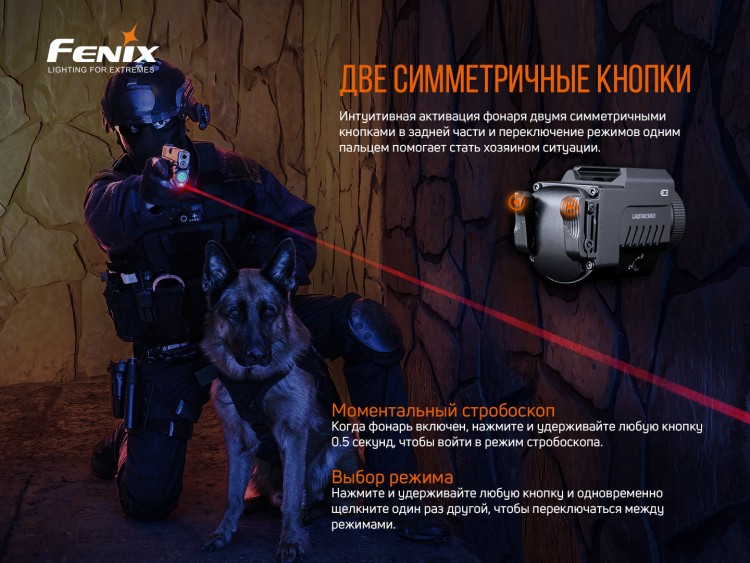 FENIX
LIGHTING FOR EXTREMES
ДВЕ СИММЕТРИЧНЫЕ КНОПКИ
Интуитивная активация фонаря двумя симметричными
кнопками в задней части и переключение режимов одним
пальцем помогает стать хозяином ситуации.
Моментальный стробоскоп
Когда фонарь включен, нажмите и удерживайте любую кнопку
0.5 секунд, чтобы войти в режим стробоскопа.
Выбор режима
Нажмите и удерживайте любую кнопку и одновременно
щелкните один раз другой, чтобы переключаться между
режимами.